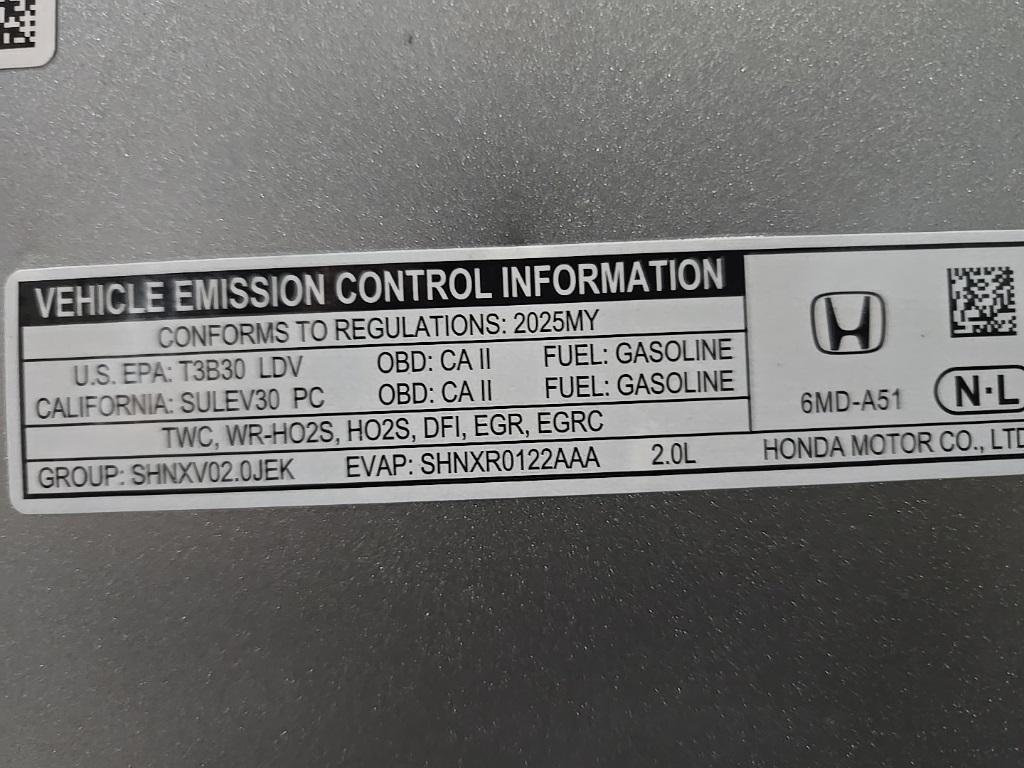 VEHICLE EMISSION CONTROL INFORMATION
CONFORMS TO REGULATIONS: 2025MY
U.S. EPA: T3B30 LDV OBD: CA II FUEL: GASOLINE
CALIFORNIA: SULEV30 PC OBD: CA II FUEL: GASOLINE
TWC, WR-HO2S, HO2S, DFI, EGR, EGRC
GROUP: SHNXV02.0JEK EVAP: SHNXR0122AAA 2.0L
6MD-A51
N·L
HONDA MOTOR CO., LTD